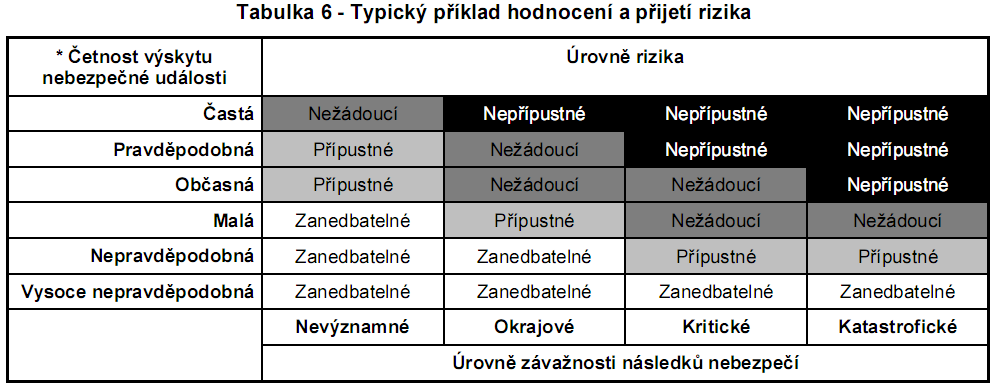 Tabulka 6 - Typický příklad hodnocení a přijetí rizika
* Četnost výskytu
nebezpečné události
Úrovně rizika
Častá Nežádoucí Nepřípustné Nepřípustné Nepřípustné
Pravděpodobná Přípustné Nežádoucí Nepřípustné Nepřípustné
Občasná Přípustné Nežádoucí Nežádoucí Nepřípustné
Malá Zanedbatelné Přípustné Nežádoucí Nežádoucí
Nepravděpodobná Zanedbatelné Zanedbatelné Přípustné Přípustné
Vysoce nepravděpodobná Zanedbatelné Zanedbatelné Zanedbatelné Zanedbatelné
Nevýznamné Okrajové Kritické Katastrofické
Úrovně závažnosti následků nebezpečí